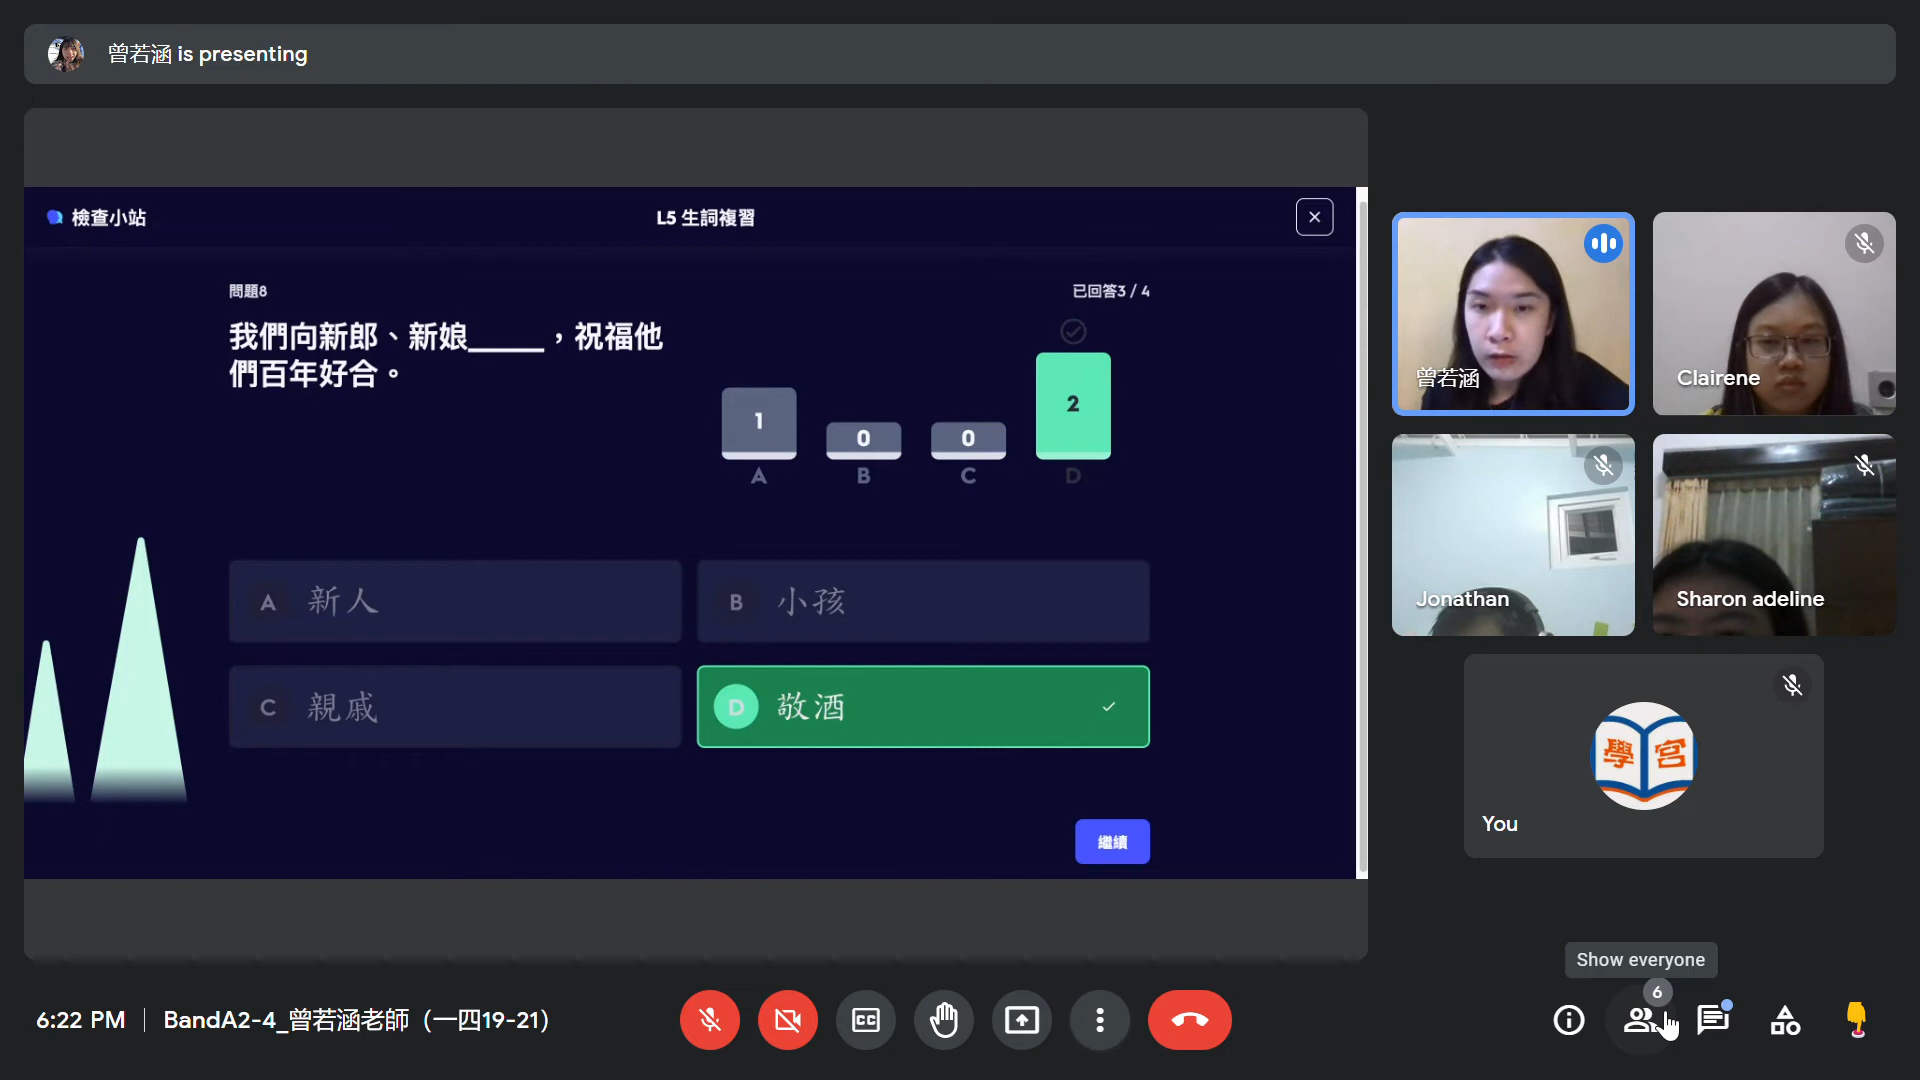 曾若涵 is presenting
檢查小站
L5 生詞複習
問題8
已回答3 / 4
我們向新郎、新娘_____，祝福他
們百年好合。
1
0
0
2
A
B
C
D
A 新人
B 小孩
C 親戚
D 敬酒
繼續
曾若涵
Clairene
Jonathan
Sharon adeline
學宮
You
Show everyone
6
6:22 PM
BandA2-4_曾若涵老師（一四19-21）
CC